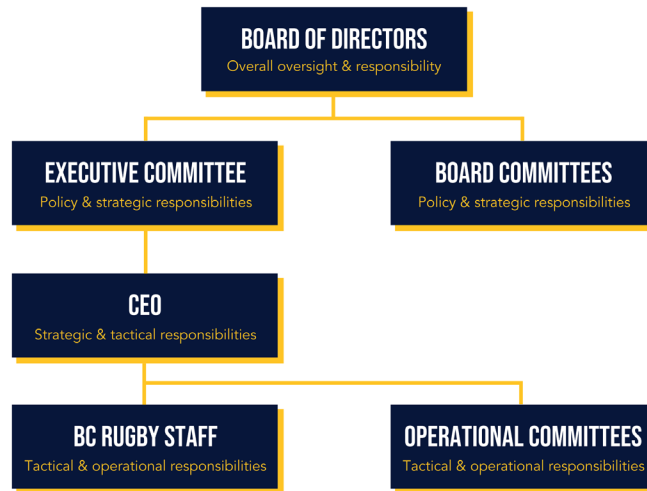 BOARD OF DIRECTORS
Overall oversight & responsibility
EXECUTIVE COMMITTEE
Policy & strategic responsibilities
BOARD COMMITTEES
Policy & strategic responsibilities
CEO
Strategic & tactical responsibilities
BC RUGBY STAFF
Tactical & operational responsibilities
OPERATIONAL COMMITTEES
Tactical & operational responsibilities